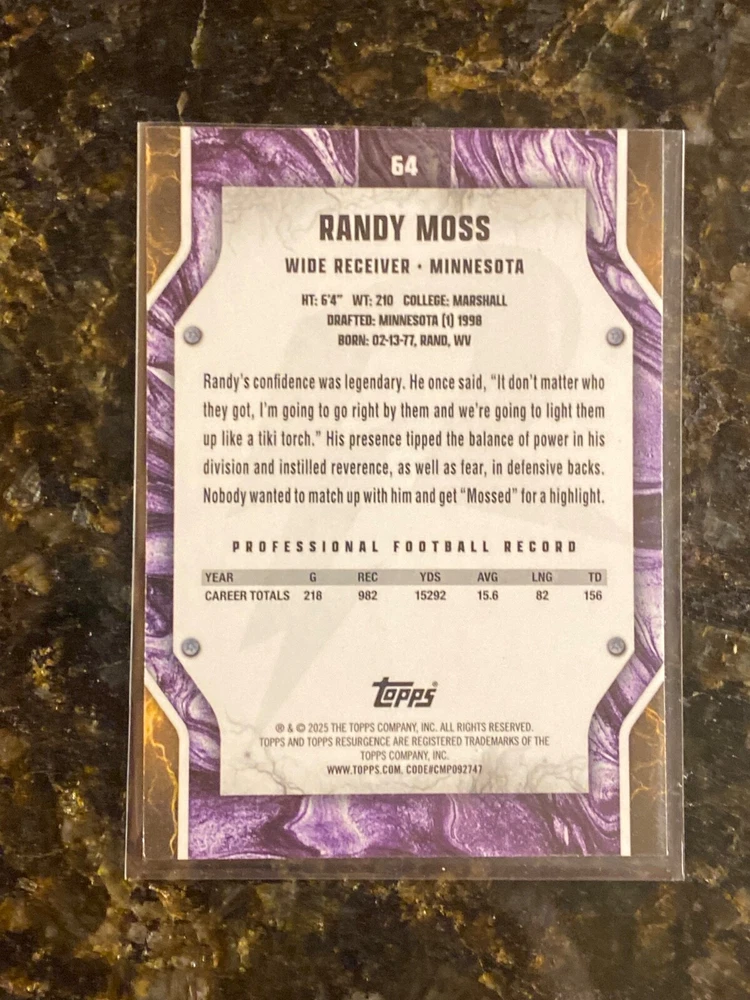 64
RANDY MOSS
WIDE RECEIVER • MINNESOTA
HT: 6'4" WT: 210 COLLEGE: MARSHALL
DRAFTED: MINNESOTA (1) 1998
BORN: 02-13-77, RAND, WV
Randy's confidence was legendary. He once said, "It don't matter who
they got, I'm going to go right by them and we're going to light them
up like a tiki torch." His presence tipped the balance of power in his
division and instilled reverence, as well as fear, in defensive backs.
Nobody wanted to match up with him and get "Mossed" for a highlight.
PROFESSIONAL FOOTBALL RECORD
YEAR G REC YDS AVG LNG TD
CAREER TOTALS 218 982 15292 15.6 82 156
Topps®
® & © 2025 THE TOPPS COMPANY, INC. ALL RIGHTS RESERVED.
TOPPS AND TOPPS RESURGENCE ARE REGISTERED TRADEMARKS OF THE
TOPPS COMPANY, INC.
WWW.TOPPS.COM. CODE#CMP092747